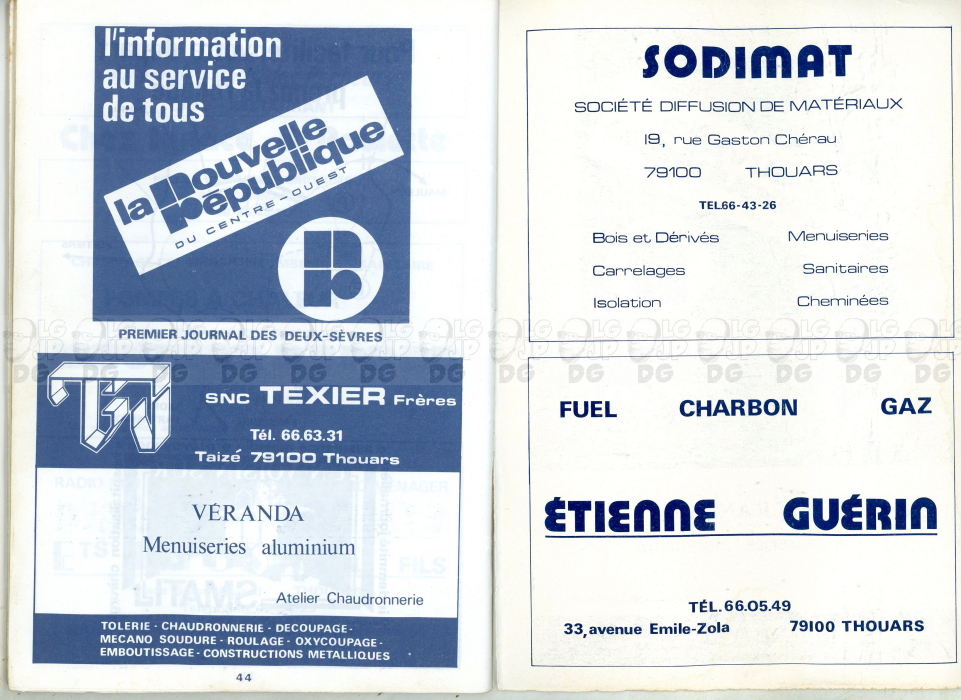 l'information
au service
de tous
la nouvelle
république
DU CENTRE-OUEST
PREMIER JOURNAL DES DEUX-SÈVRES
SNC TEXIER Frères
Tél. 66.63.31
Taizé 79100 Thouars
VÉRANDA
Menuiseries aluminium
Atelier Chaudronnerie
TOLERIE - CHAUDRONNERIE - DECOUPAGE -
MECANO SOUDURE - ROULAGE - OXYCOUPAGE -
EMBOUTISSAGE - CONSTRUCTIONS METALLIQUES
44
SODIMAT
SOCIÉTÉ DIFFUSION DE MATÉRIAUX
19, rue Gaston Chérau
79100 THOUARS
TEL.66-43-26
Bois et Dérivés Menuiseries
Carrelages Sanitaires
Isolation Cheminées
FUEL CHARBON GAZ
ÉTIENNE GUÉRIN
TÉL. 66.05.49
33, avenue Emile-Zola 79100 THOUARS